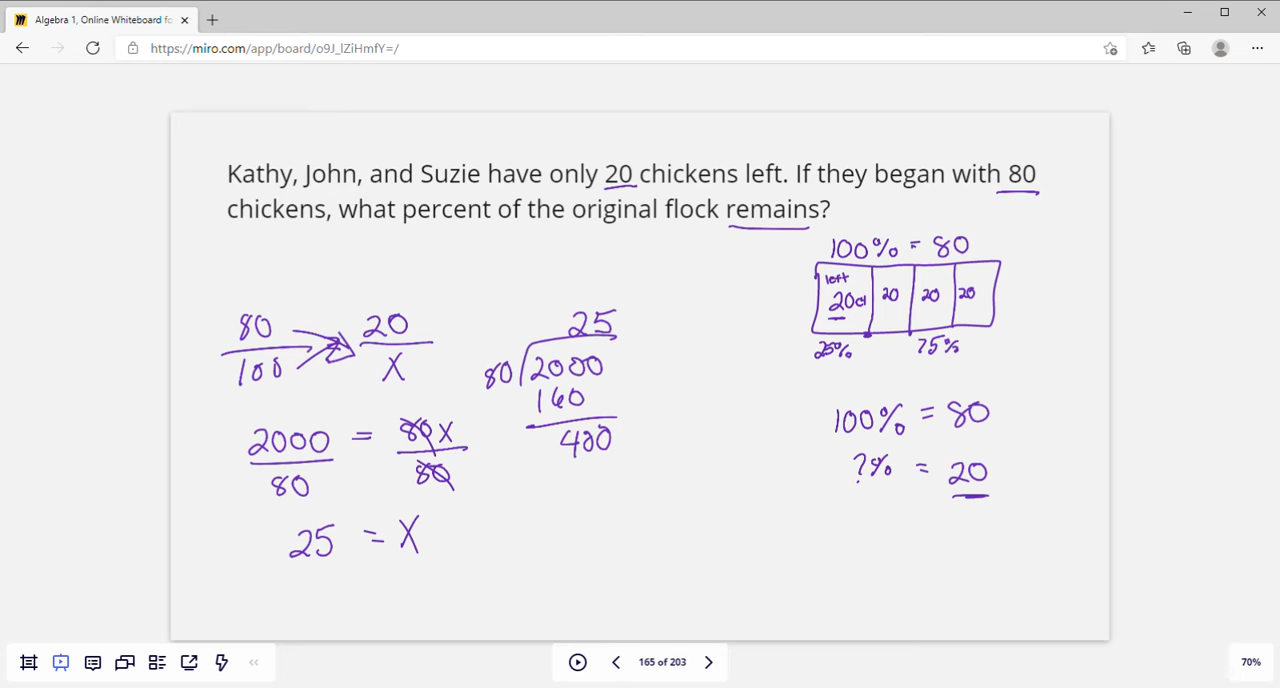 Algebra 1, Online Whiteboard fo
https://miro.com/app/board/o9J_lZiHmfY=/
Kathy, John, and Suzie have only 20 chickens left. If they began with 80
chickens, what percent of the original flock remains?
100% = 80
left
20 20 20 20
25% 75%
80 20
100 X
25
80 2000
160
400
2000 = 80X
80 80
25 = X
100% = 80
?% = 20
165 of 203
70%